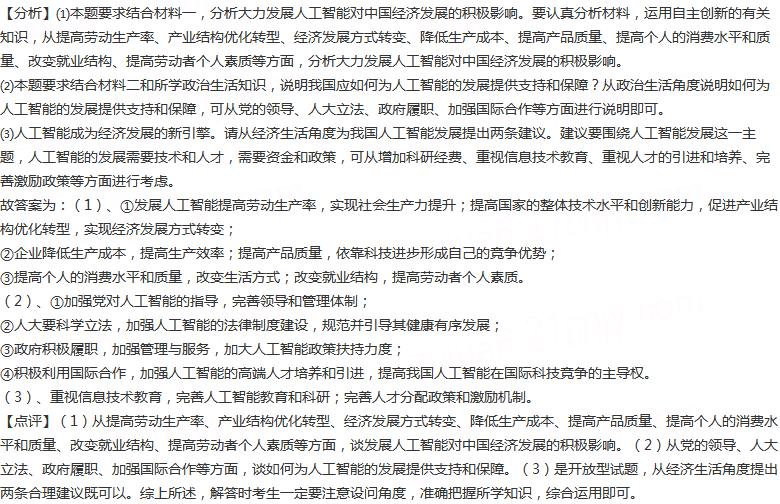 【分析】⑴本题要求结合材料一，分析大力发展人工智能对中国经济发展的积极影响。要认真分析材料，运用自主创新的有关
知识，从提高劳动生产率、产业结构优化转型、经济发展方式转变、降低生产成本、提高产品质量、提高个人的消费水平和质
量、改变就业结构、提高劳动者个人素质等方面，分析大力发展人工智能对中国经济发展的积极影响。
⑵本题要求结合材料二和所学政治生活知识，说明我国应如何为人工智能的发展提供支持和保障？从政治生活角度说明如何为
人工智能的发展提供支持和保障，可从党的领导、人大立法、政府履职、加强国际合作等方面进行说明即可。
⑶人工智能成为经济发展的新引擎。请从经济生活角度为我国人工智能发展提出两条建议。建议要围绕人工智能发展这一主
题，人工智能的发展需要技术和人才，需要资金和政策，可从增加科研经费、重视信息技术教育、重视人才的引进和培养、完
善激励政策等方面进行考虑。
故答案为：（1）、①发展人工智能提高劳动生产率，实现社会生产力提升；提高国家的整体技术水平和创新能力，促进产业结
构优化转型，实现经济发展方式转变；
②企业降低生产成本，提高生产效率；提高产品质量，依靠科技进步形成自己的竞争优势；
③提高个人的消费水平和质量，改变生活方式；改变就业结构，提高劳动者个人素质。
（2）、①加强党对人工智能的指导，完善领导和管理体制；
②人大要科学立法，加强人工智能的法律制度建设，规范并引导其健康有序发展；
③政府积极履职，加强管理与服务，加大人工智能政策扶持力度；
④积极利用国际合作，加强人工智能的高端人才培养和引进，提高我国人工智能在国际科技竞争的主导权。
（3）、重视信息技术教育，完善人工智能教育和科研；完善人才分配政策和激励机制。
【点评】（1）从提高劳动生产率、产业结构优化转型、经济发展方式转变、降低生产成本、提高产品质量、提高个人的消费水
平和质量、改变就业结构、提高劳动者个人素质等方面，谈发展人工智能对中国经济发展的积极影响。（2）从党的领导、人大
立法、政府履职、加强国际合作等方面，谈如何为人工智能的发展提供支持和保障。（3）是开放型试题，从经济生活角度提出
两条合理建议既可以。综上所述，解答时考生一定要注意设问角度，准确把握所学知识，综合运用即可。